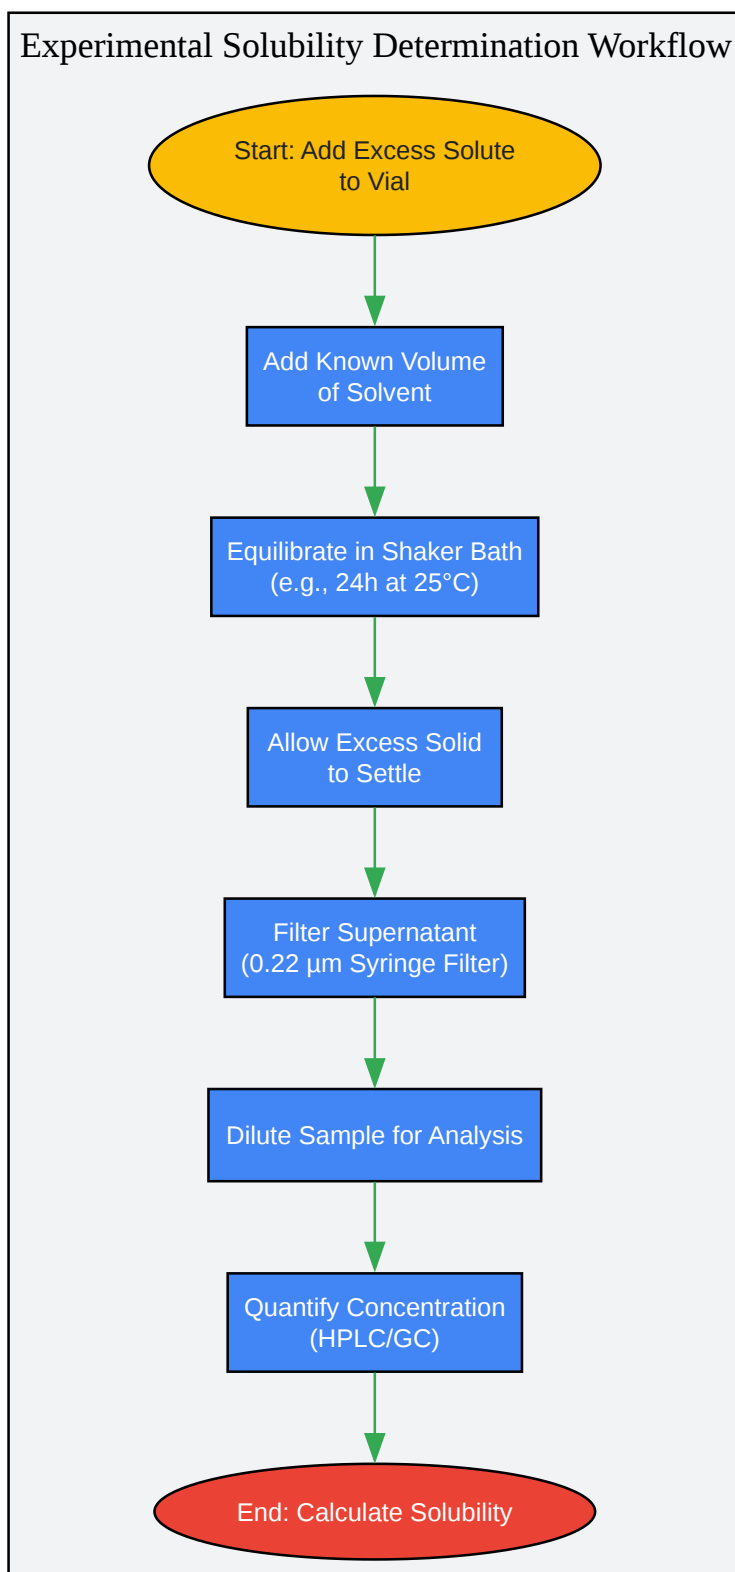 Experimental Solubility Determination Workflow
Start: Add Excess Solute
to Vial
Add Known Volume
of Solvent
Equilibrate in Shaker Bath
(e.g., 24h at 25°C)
Allow Excess Solid
to Settle
Filter Supernatant
(0.22 µm Syringe Filter)
Dilute Sample for Analysis
Quantify Concentration
(HPLC/GC)
End: Calculate Solubility